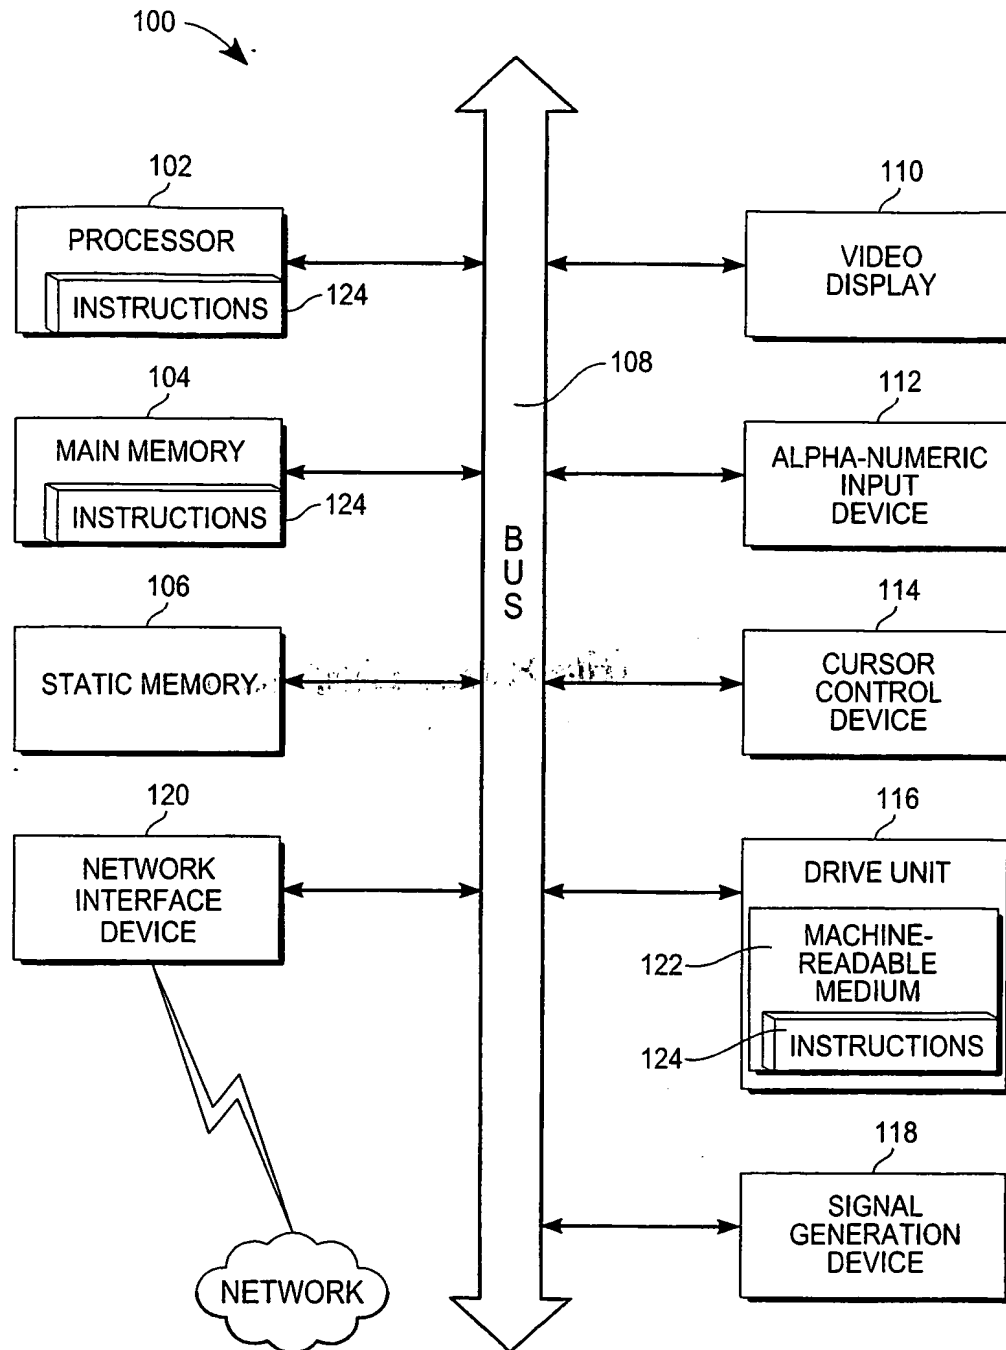 100
102
PROCESSOR
INSTRUCTIONS
124
104
MAIN MEMORY
INSTRUCTIONS
124
106
STATIC MEMORY
120
NETWORK
INTERFACE
DEVICE
NETWORK
108
BUS
110
VIDEO
DISPLAY
112
ALPHA-NUMERIC
INPUT
DEVICE
114
CURSOR
CONTROL
DEVICE
116
DRIVE UNIT
122
MACHINE-
READABLE
MEDIUM
124
INSTRUCTIONS
118
SIGNAL
GENERATION
DEVICE